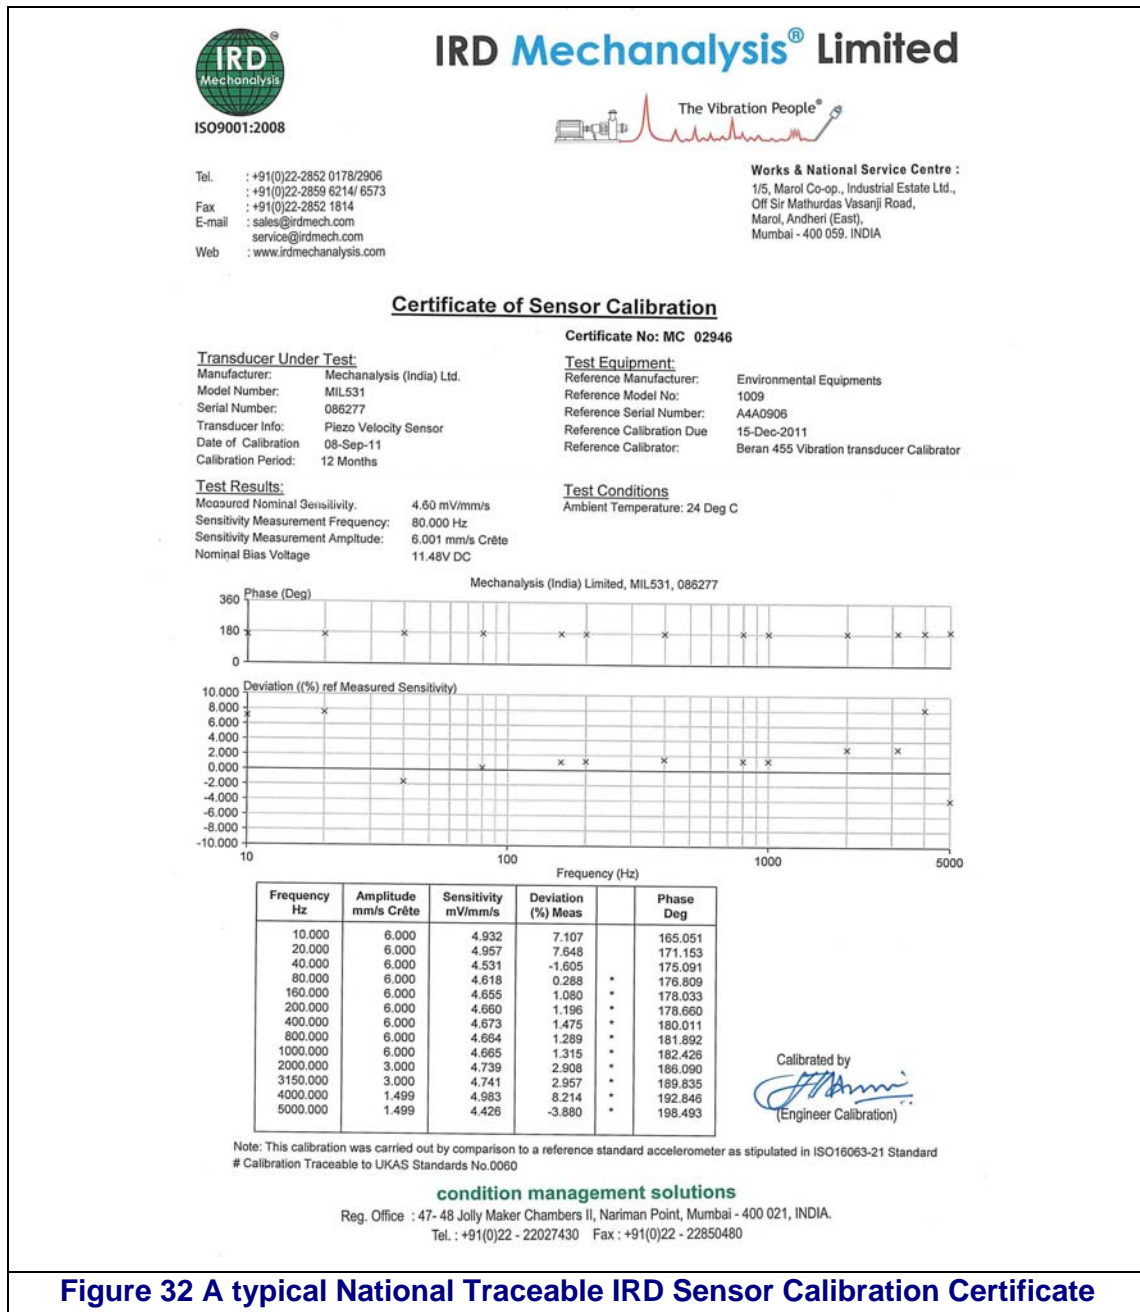 IRD
Mechanalysis
ISO9001:2008
IRD Mechanalysis® Limited
The Vibration People®
Tel. : +91(0)22-2852 0178/2906
: +91(0)22-2859 6214/ 6573
Fax : +91(0)22-2852 1814
E-mail : sales@irdmech.com
service@irdmech.com
Web : www.irdmechanalysis.com
Works & National Service Centre :
1/5, Marol Co-op., Industrial Estate Ltd.,
Off Sir Mathurdas Vasanji Road,
Marol, Andheri (East),
Mumbai - 400 059. INDIA
Certificate of Sensor Calibration
Certificate No: MC 02946
Transducer Under Test:
Manufacturer: Mechanalysis (India) Ltd.
Model Number: MIL531
Serial Number: 086277
Transducer Info: Piezo Velocity Sensor
Date of Calibration 08-Sep-11
Calibration Period: 12 Months
Test Equipment:
Reference Manufacturer: Environmental Equipments
Reference Model No: 1009
Reference Serial Number: A4A0906
Reference Calibration Due 15-Dec-2011
Reference Calibrator: Beran 455 Vibration transducer Calibrator
Test Results:
Measured Nominal Sensitivity. 4.60 mV/mm/s
Sensitivity Measurement Frequency: 80.000 Hz
Sensitivity Measurement Ampltude: 6.001 mm/s Crête
Nominal Bias Voltage 11.48V DC
Test Conditions
Ambient Temperature: 24 Deg C
Mechanalysis (India) Limited, MIL531, 086277
Phase (Deg)
360
180
0
Deviation ((%) ref Measured Sensitivity)
10.000
8.000
6.000
4.000
2.000
0.000
-2.000
-4.000
-6.000
-8.000
-10.000
10 100 1000 5000
Frequency (Hz)
Frequency Amplitude Sensitivity Deviation Phase
Hz mm/s Crête mV/mm/s (%) Meas Deg
10.000 6.000 4.932 7.107 165.051
20.000 6.000 4.957 7.648 171.153
40.000 6.000 4.531 -1.605 175.091
80.000 6.000 4.618 0.288 * 176.809
160.000 6.000 4.655 1.080 * 178.033
200.000 6.000 4.660 1.196 * 178.660
400.000 6.000 4.673 1.475 * 180.011
800.000 6.000 4.664 1.289 * 181.892
1000.000 6.000 4.665 1.315 * 182.426
2000.000 3.000 4.739 2.908 * 186.090
3150.000 3.000 4.741 2.957 * 189.835
4000.000 1.499 4.983 8.214 * 192.846
5000.000 1.499 4.426 -3.880 * 198.493
Calibrated by
(Engineer Calibration)
Note: This calibration was carried out by comparison to a reference standard accelerometer as stipulated in ISO16063-21 Standard
# Calibration Traceable to UKAS Standards No.0060
condition management solutions
Reg. Office : 47- 48 Jolly Maker Chambers II, Nariman Point, Mumbai - 400 021, INDIA.
Tel. : +91(0)22 - 22027430 Fax : +91(0)22 - 22850480
Figure 32 A typical National Traceable IRD Sensor Calibration Certificate